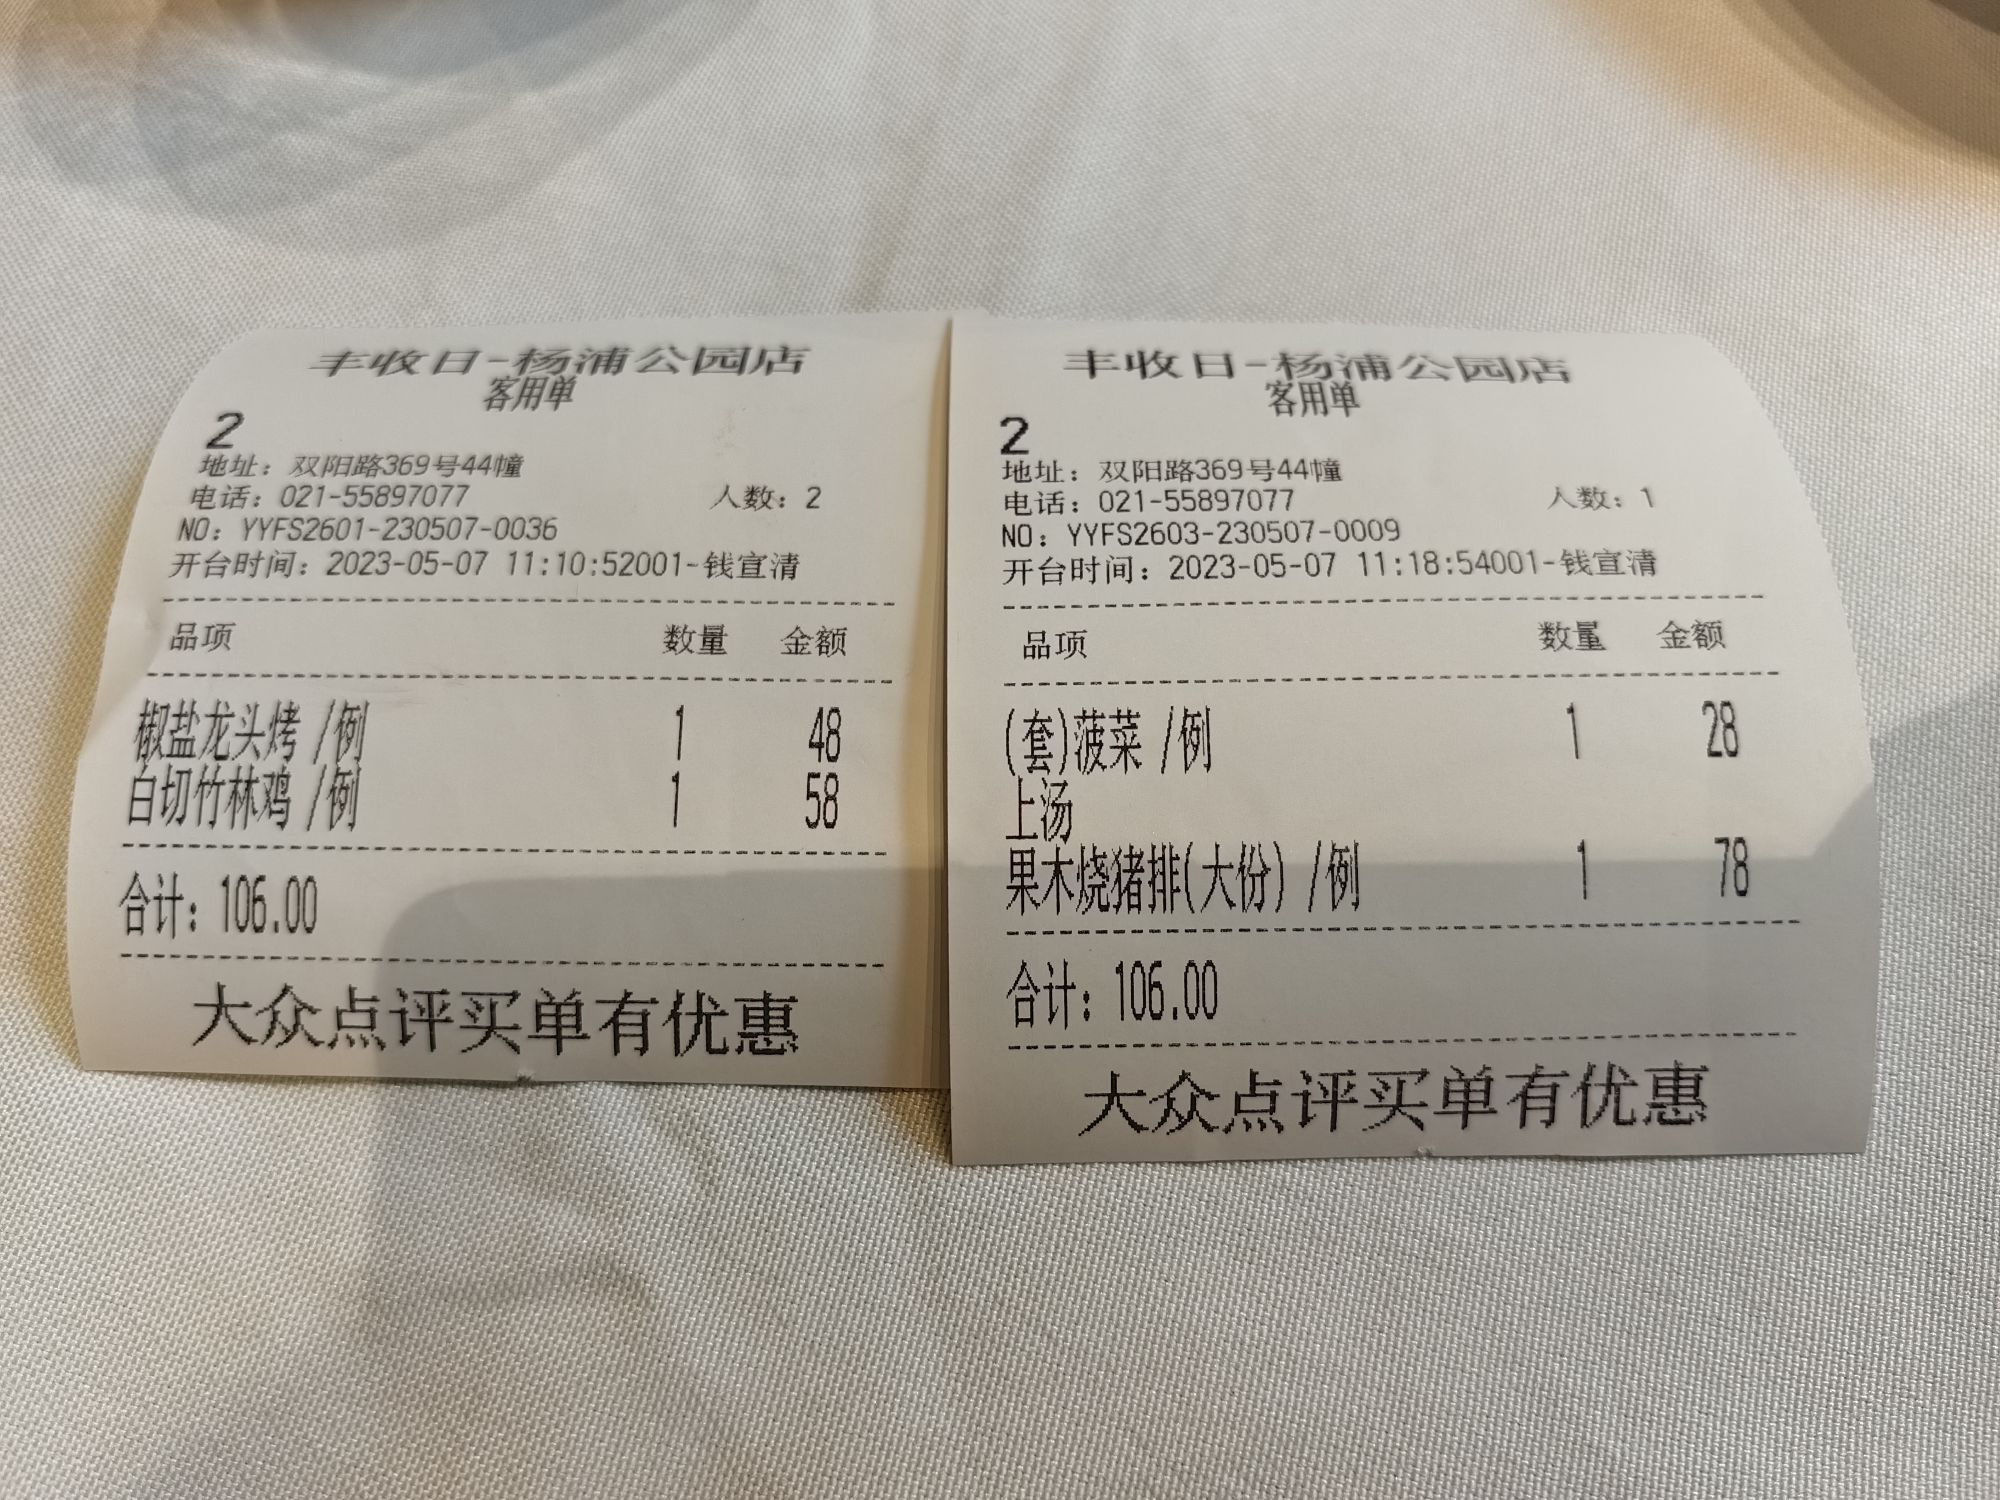 丰收日-杨浦公园店
客用单
2
地址：双阳路369号44幢
电话：021-55897077 人数：2
NO：YYFS2601-230507-0036
开台时间：2023-05-07 11:10:52001-钱宣清
品项 数量 金额
椒盐龙头烤 /例 1 48
白切竹林鸡 /例 1 58
合计：106.00
大众点评买单有优惠
丰收日-杨浦公园店
客用单
2
地址：双阳路369号44幢
电话：021-55897077 人数：1
NO：YYFS2603-230507-0009
开台时间：2023-05-07 11:18:54001-钱宣清
品项 数量 金额
(套)菠菜 /例 1 28
上汤
果木烧猪排(大份) /例 1 78
合计：106.00
大众点评买单有优惠